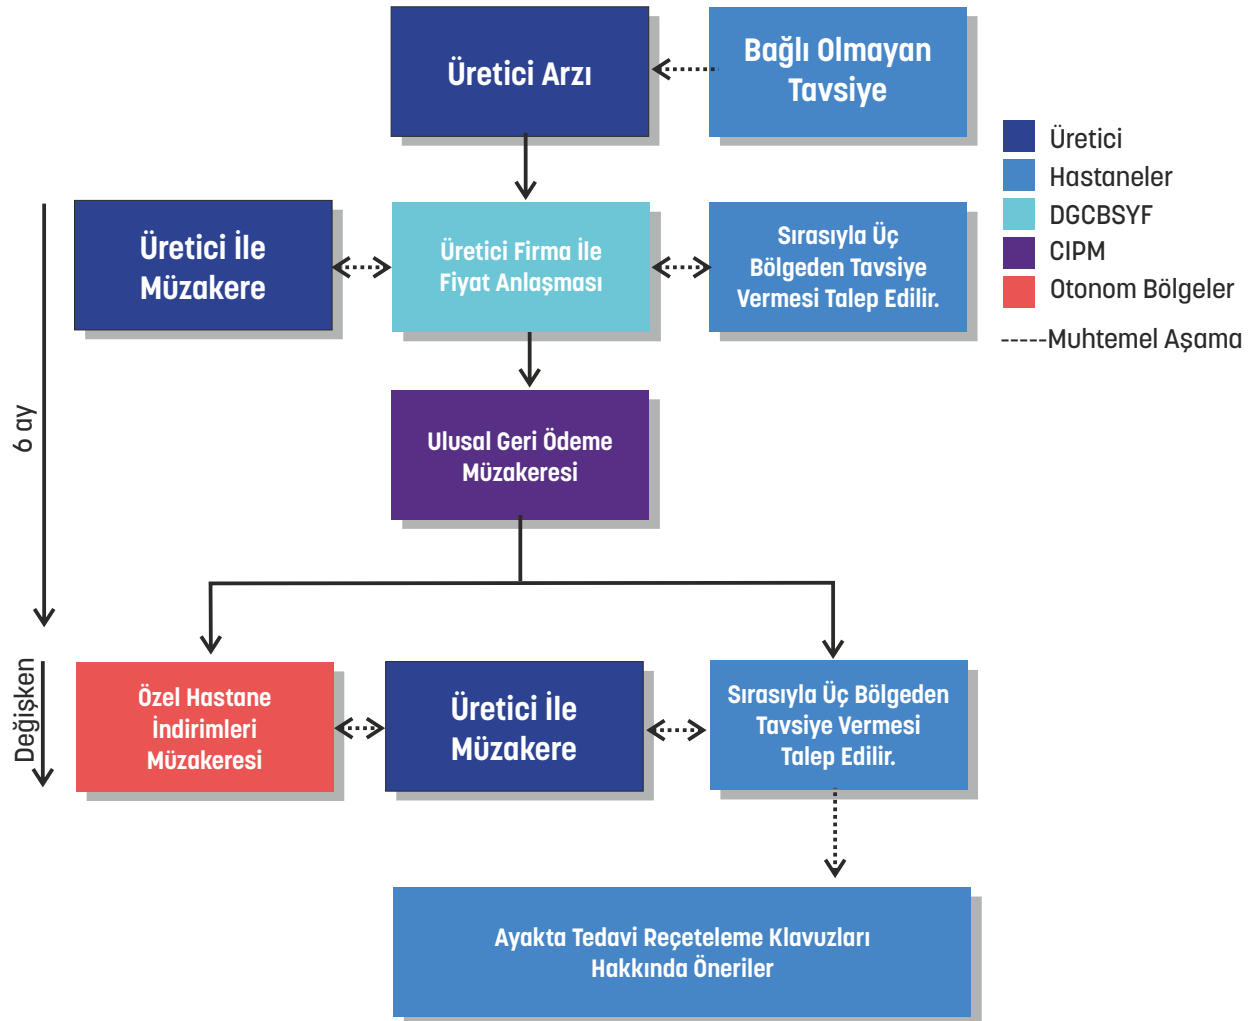 Üretici Arzı
Bağlı Olmayan
Tavsiye
Üretici
Hastaneler
DGCBSYF
CIPM
Otonom Bölgeler
-----Muhtemel Aşama
Üretici İle
Müzakere
Üretici Firma İle
Fiyat Anlaşması
Sırasıyla Üç
Bölgeden Tavsiye
Vermesi Talep Edilir.
6 ay
Ulusal Geri Ödeme
Müzakeresi
Değişken
Özel Hastane
İndirimleri
Müzakeresi
Üretici İle
Müzakere
Sırasıyla Üç Bölgeden
Tavsiye Vermesi
Talep Edilir.
Ayakta Tedavi Reçeteleme Klavuzları
Hakkında Öneriler